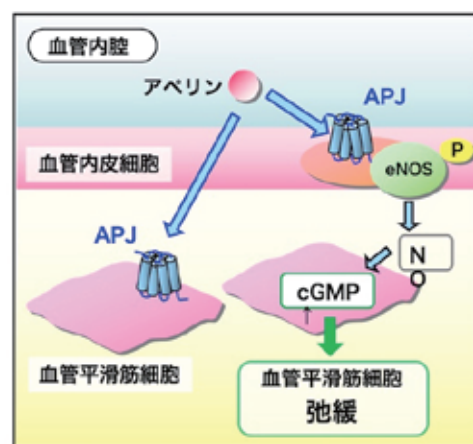 血管内腔
アペリン
APJ
P
eNOS
血管内皮細胞
APJ
N
O
cGMP
↑
血管平滑筋細胞
血管平滑筋細胞
弛緩